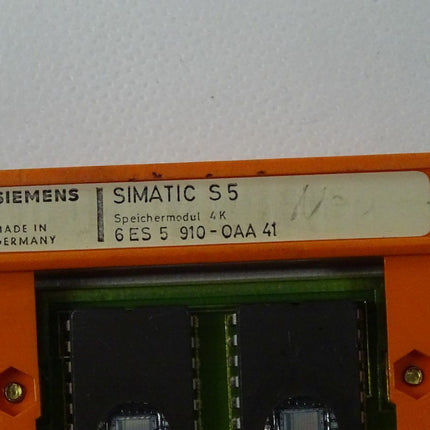 SIEMENS
MADE IN
GERMANY
SIMATIC S5
Speichermodul 4K
6ES5 910-0AA41